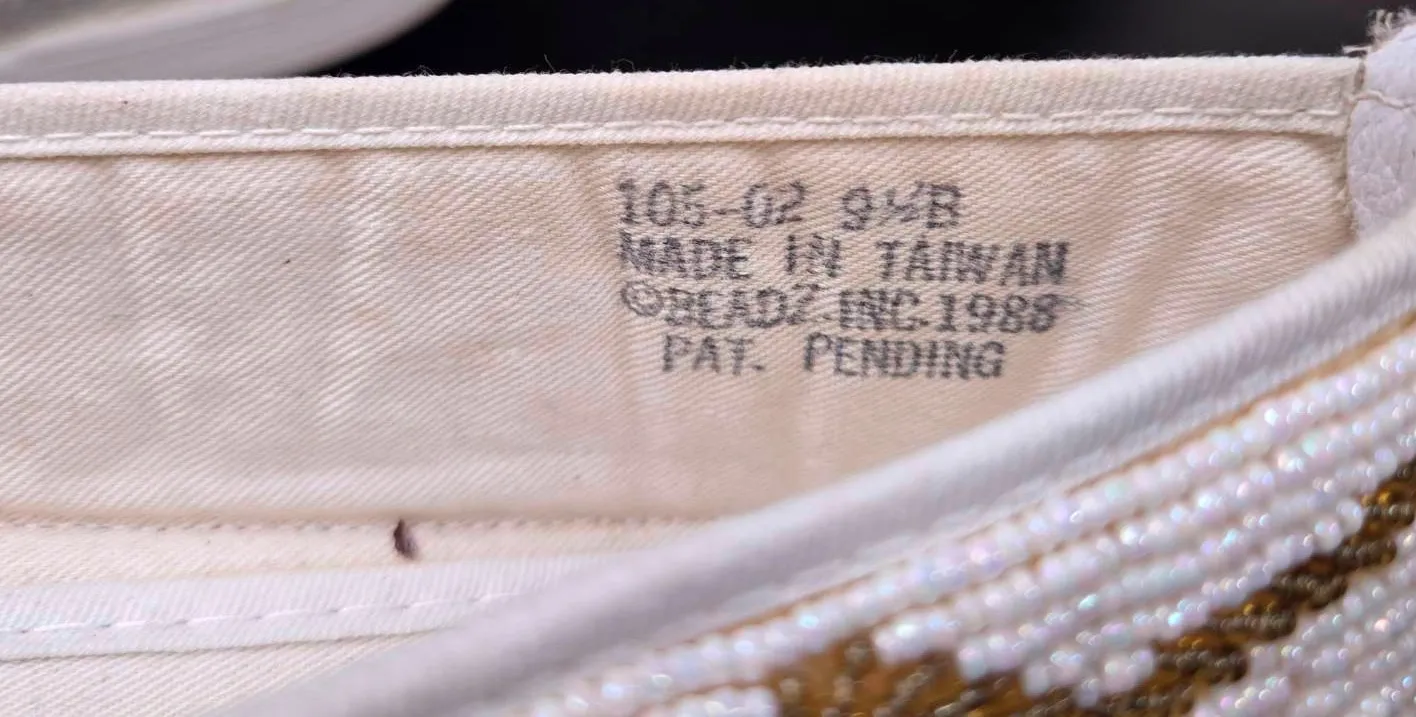 105-02 9½B
MADE IN TAIWAN
©BEADZ.INC.1988
PAT. PENDING